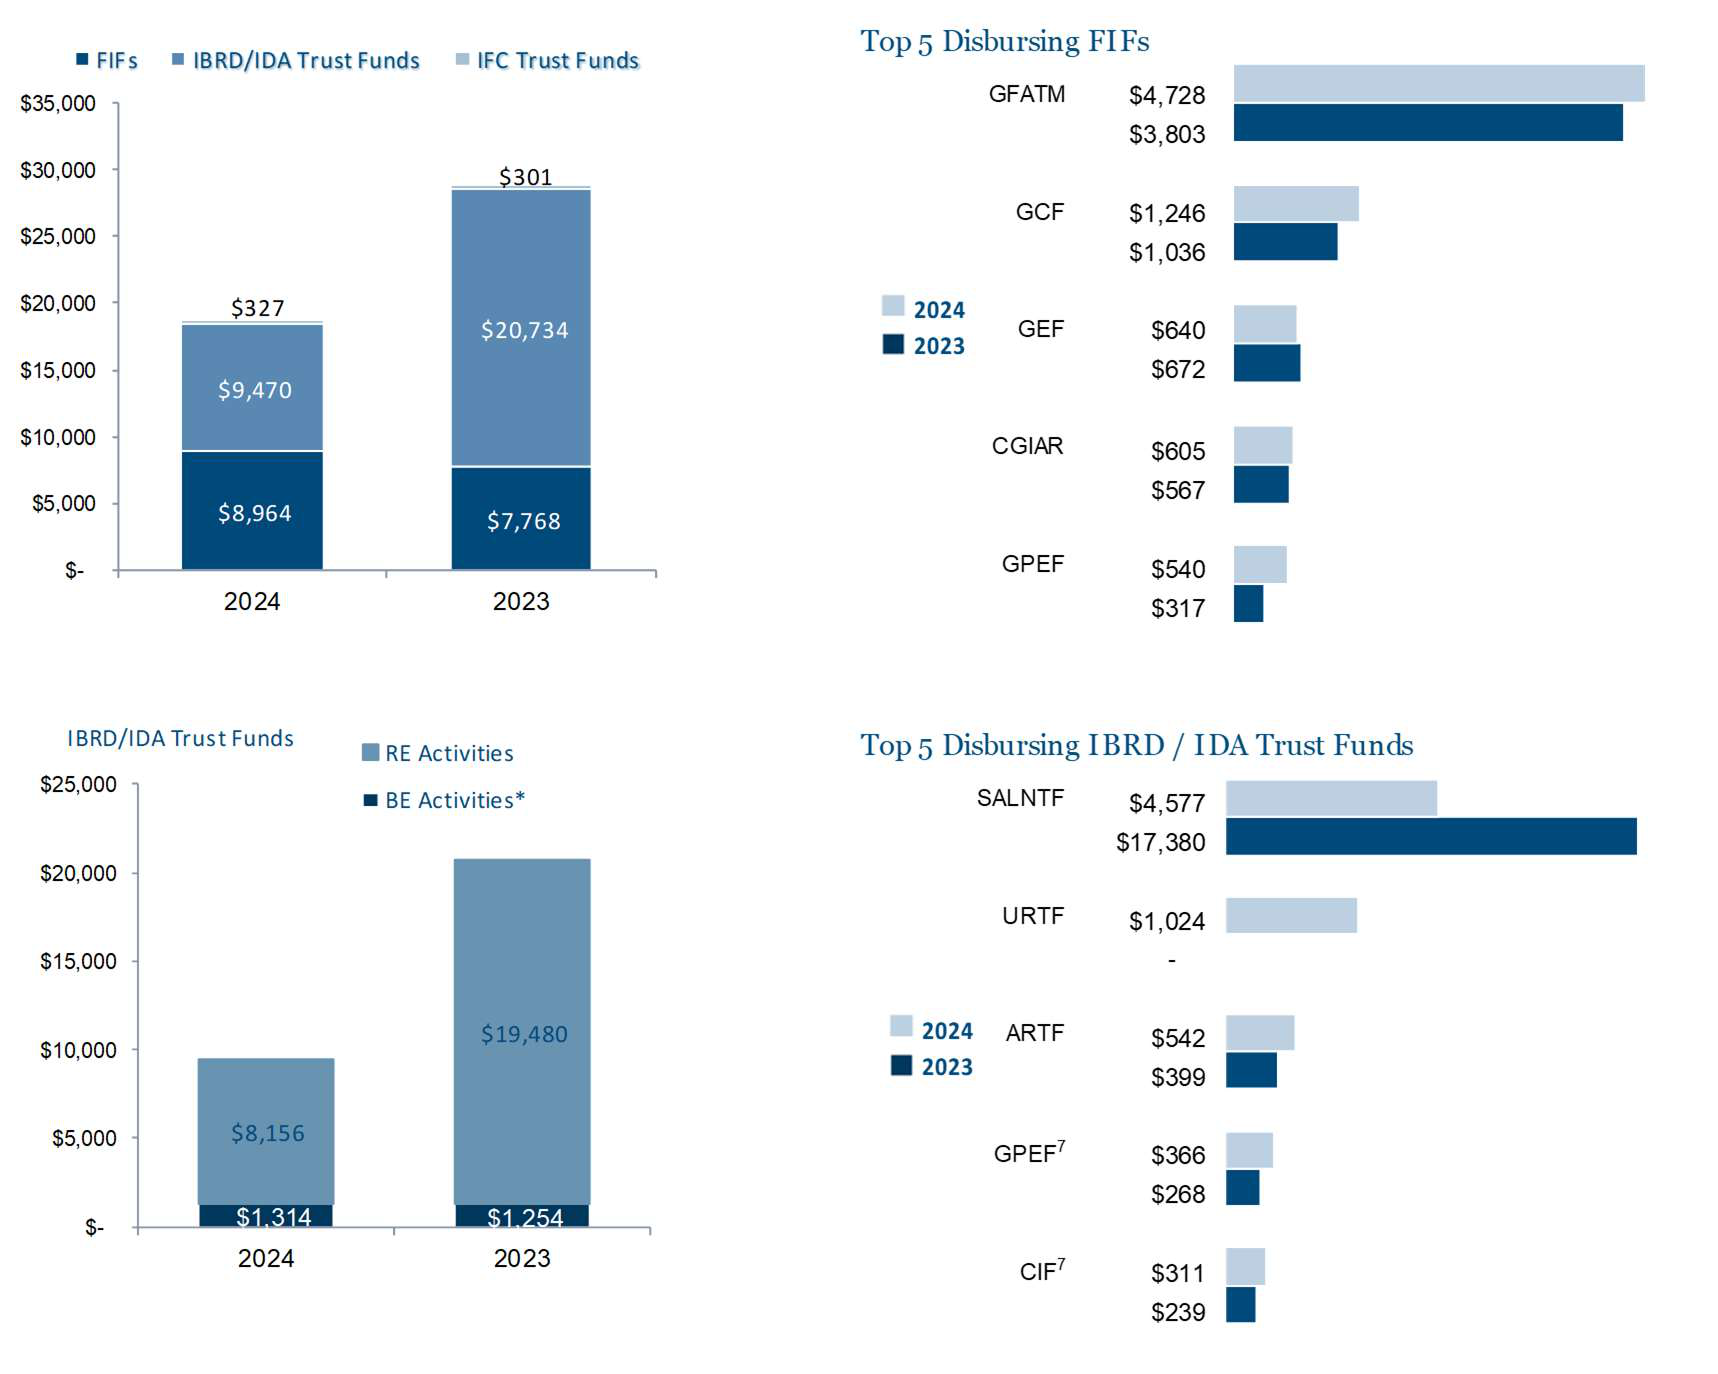 FIFs IBRD/IDA Trust Funds IFC Trust Funds
$35,000
$30,000
$25,000
$20,000
$15,000
$10,000
$5,000
$-
$327
$9,470
$8,964
$301
$20,734
$7,768
2024 2023
Top 5 Disbursing FIFs
GFATM $4,728
$3,803
GCF $1,246
$1,036
2024
2023
GEF $640
$672
CGIAR $605
$567
GPEF $540
$317
IBRD/IDA Trust Funds
RE Activities
BE Activities*
$25,000
$20,000
$15,000
$10,000
$5,000
$-
$8,156
$1,314
$19,480
$1,254
2024 2023
Top 5 Disbursing IBRD / IDA Trust Funds
SALNTF $4,577
$17,380
URTF $1,024
-
2024
2023
ARTF $542
$399
GPEF⁷ $366
$268
CIF⁷ $311
$239